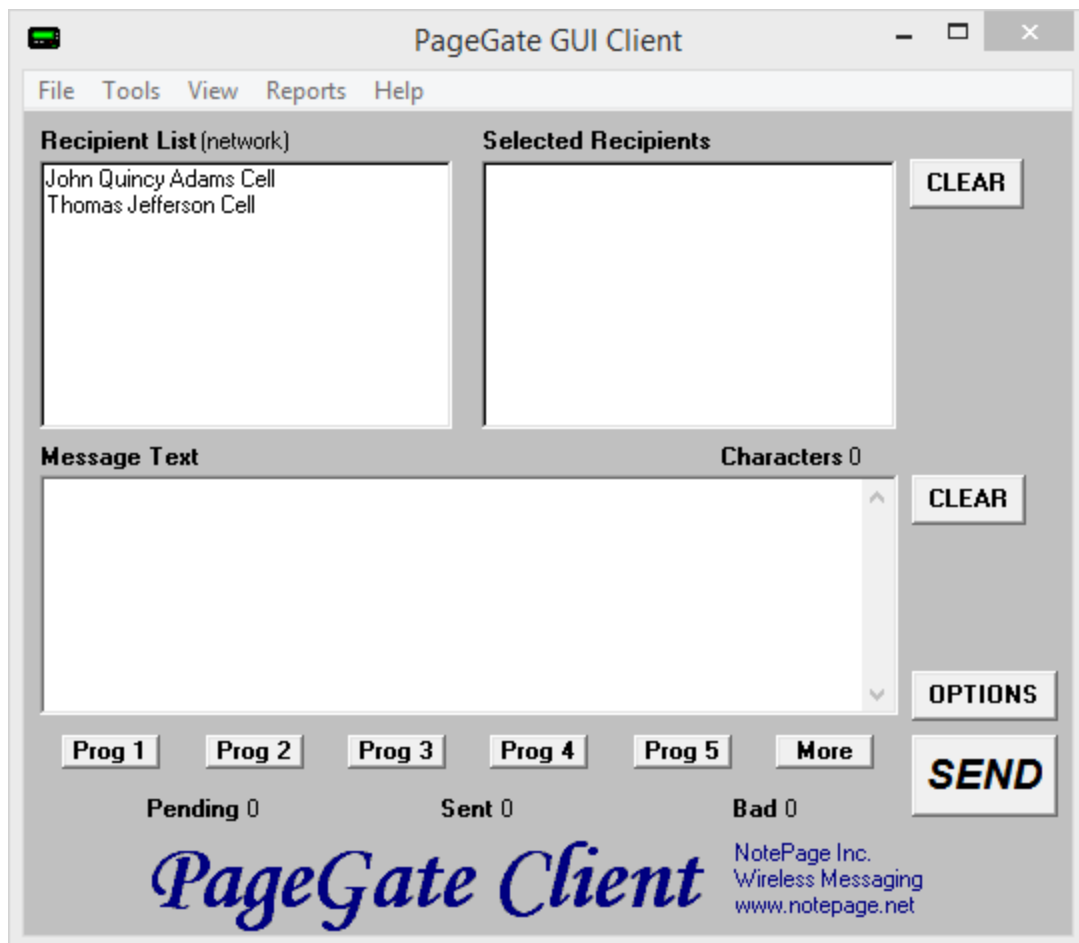 PageGate GUI Client
File Tools View Reports Help
Recipient List (network) Selected Recipients
John Quincy Adams Cell
Thomas Jefferson Cell
CLEAR
Message Text Characters 0
CLEAR
OPTIONS
Prog 1 Prog 2 Prog 3 Prog 4 Prog 5 More
SEND
Pending 0 Sent 0 Bad 0
PageGate Client
NotePage Inc.
Wireless Messaging
www.notepage.net